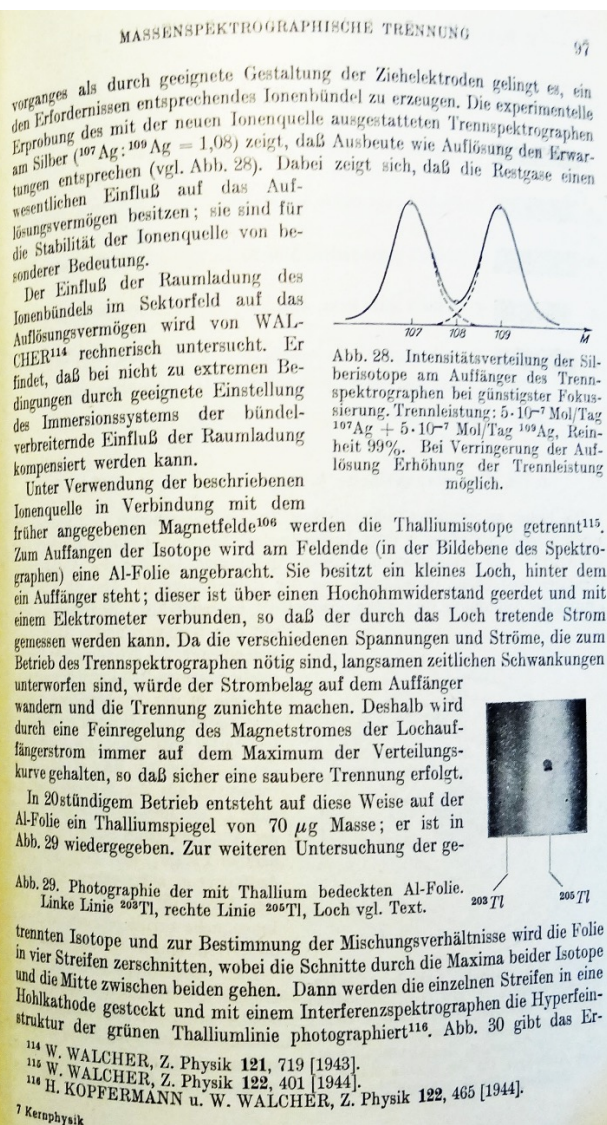 MASSENSPEKTROGRAPHISCHE TRENNUNG
97
vorganges als durch geeignete Gestaltung der Ziehelektroden gelingt es, ein
den Erfordernissen entsprechendes Ionenbündel zu erzeugen. Die experimentelle
Erprobung des mit der neuen Ionenquelle ausgestatteten Trennspektrographen
am Silber (¹⁰⁷Ag : ¹⁰⁹Ag = 1,08) zeigt, daß Ausbeute wie Auflösung den Erwar-
tungen entsprechen (vgl. Abb. 28). Dabei zeigt sich, daß die Restgase einen
wesentlichen Einfluß auf das Auf-
lösungsvermögen besitzen; sie sind für
die Stabilität der Ionenquelle von be-
sonderer Bedeutung.
Der Einfluß der Raumladung des
Ionenbündels im Sektorfeld auf das
Auflösungsvermögen wird von WAL-
CHER¹¹⁴ rechnerisch untersucht. Er
findet, daß bei nicht zu extremen Be-
dingungen durch geeignete Einstellung
des Immersionssystems der bündel-
verbreiternde Einfluß der Raumladung
kompensiert werden kann.
Unter Verwendung der beschriebenen
Ionenquelle in Verbindung mit dem
107 108 109 M
Abb. 28. Intensitätsverteilung der Sil-
berisotope am Auffänger des Trenn-
spektrographen bei günstigster Fokus-
sierung. Trennleistung: 5·10⁻⁷ Mol/Tag
¹⁰⁷Ag + 5·10⁻⁷ Mol/Tag ¹⁰⁹Ag, Rein-
heit 99%. Bei Verringerung der Auf-
lösung Erhöhung der Trennleistung
möglich.
früher angegebenen Magnetfelde¹⁰⁶ werden die Thalliumisotope getrennt¹¹⁵.
Zum Auffangen der Isotope wird am Feldende (in der Bildebene des Spektro-
graphen) eine Al-Folie angebracht. Sie besitzt ein kleines Loch, hinter dem
ein Auffänger steht; dieser ist über einen Hochohmwiderstand geerdet und mit
einem Elektrometer verbunden, so daß der durch das Loch tretende Strom
gemessen werden kann. Da die verschiedenen Spannungen und Ströme, die zum
Betrieb des Trennspektrographen nötig sind, langsamen zeitlichen Schwankungen
unterworfen sind, würde der Strombelag auf dem Auffänger
wandern und die Trennung zunichte machen. Deshalb wird
durch eine Feinregelung des Magnetstromes der Lochauf-
fängerstrom immer auf dem Maximum der Verteilungs-
kurve gehalten, so daß sicher eine saubere Trennung erfolgt.
In 20stündigem Betrieb entsteht auf diese Weise auf der
Al-Folie ein Thalliumspiegel von 70 μg Masse; er ist in
Abb. 29 wiedergegeben. Zur weiteren Untersuchung der ge-
Abb. 29. Photographie der mit Thallium bedeckten Al-Folie.
Linke Linie ²⁰³Tl, rechte Linie ²⁰⁵Tl, Loch vgl. Text.
²⁰³Tl ²⁰⁵Tl
trennten Isotope und zur Bestimmung der Mischungsverhältnisse wird die Folie
in vier Streifen zerschnitten, wobei die Schnitte durch die Maxima beider Isotope
und die Mitte zwischen beiden gehen. Dann werden die einzelnen Streifen in eine
Hohlkathode gesteckt und mit einem Interferenzspektrographen die Hyperfein-
struktur der grünen Thalliumlinie photographiert¹¹⁶. Abb. 30 gibt das Er-
¹¹⁴ W. WALCHER, Z. Physik 121, 719 [1943].
¹¹⁵ W. WALCHER, Z. Physik 122, 401 [1944].
¹¹⁶ H. KOPFERMANN u. W. WALCHER, Z. Physik 122, 465 [1944].
7 Kernphysik